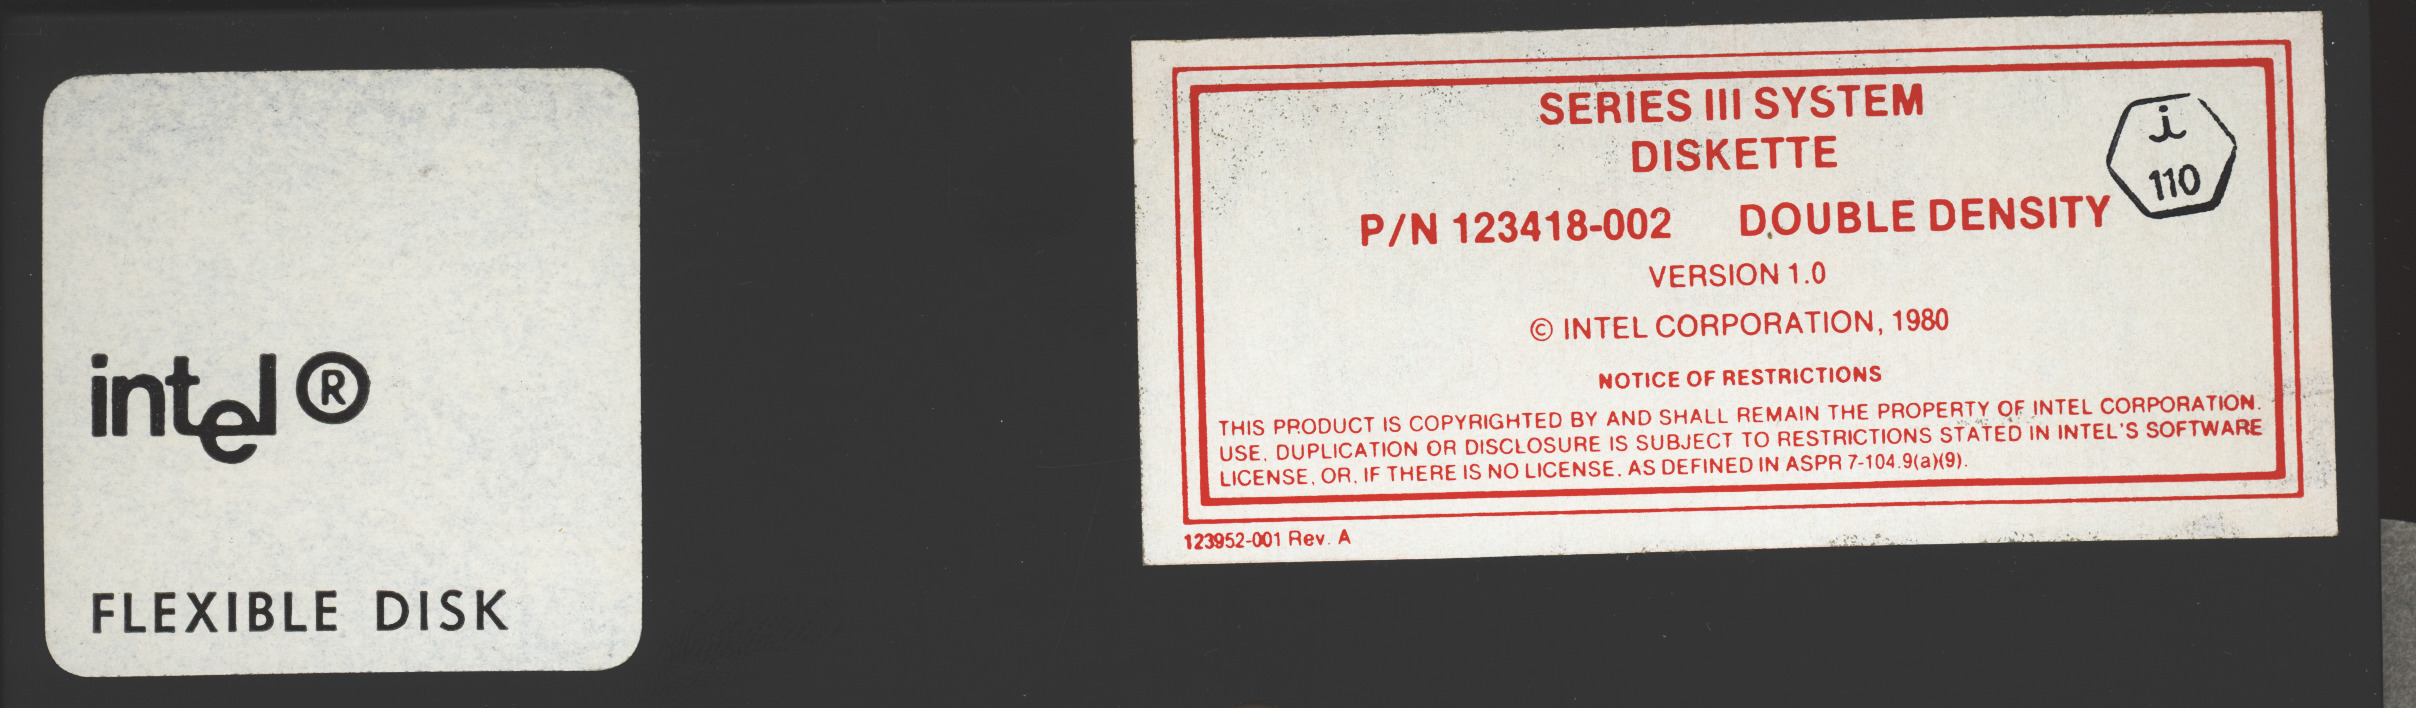 intel®
FLEXIBLE DISK
SERIES III SYSTEM
DISKETTE
i
110
P/N 123418-002 DOUBLE DENSITY
VERSION 1.0
© INTEL CORPORATION, 1980
NOTICE OF RESTRICTIONS
THIS PRODUCT IS COPYRIGHTED BY AND SHALL REMAIN THE PROPERTY OF INTEL CORPORATION.
USE, DUPLICATION OR DISCLOSURE IS SUBJECT TO RESTRICTIONS STATED IN INTEL'S SOFTWARE
LICENSE, OR, IF THERE IS NO LICENSE, AS DEFINED IN ASPR 7-104.9(a)(9).
123952-001 Rev. A